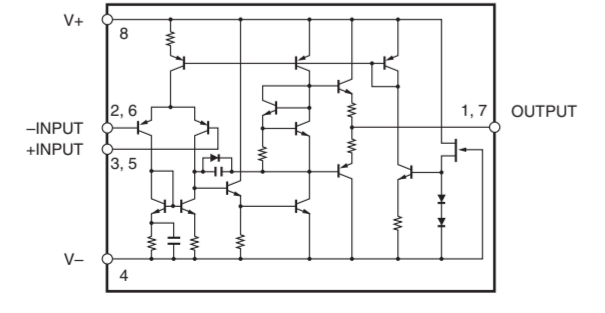 V+
8
2, 6
1, 7 OUTPUT
–INPUT
+INPUT
3, 5
V–
4